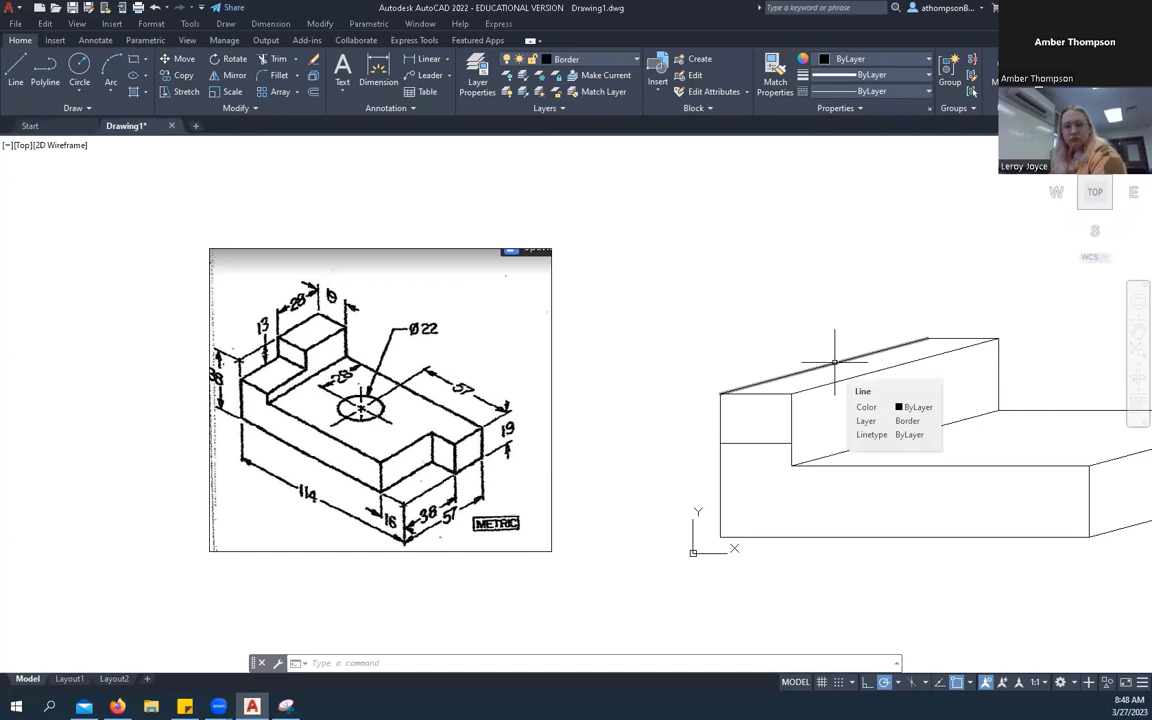 Share
Autodesk AutoCAD 2022 - EDUCATIONAL VERSION Drawing1.dwg
Type a keyword or phrase
athompsonB...
Amber Thompson
File Edit View Insert Format Tools Draw Dimension Modify Parametric Window Help Express
Home Insert Annotate Parametric View Manage Output Add-ins Collaborate Express Tools Featured Apps
Line Polyline Circle Arc
Move Rotate Trim
Copy Mirror Fillet
Stretch Scale Array
Text Dimension
Linear
Leader
Table
Layer Properties
Border
Make Current
Match Layer
Insert
Create
Edit
Edit Attributes
Match Properties
ByLayer
ByLayer
ByLayer
Group
Draw Modify Annotation Layers Block Properties Groups
Amber Thompson
Leroy Joyce
Start Drawing1*
[−][Top][2D Wireframe]
W TOP E
S
WCS
28
13
38
Ø22
28
57
19
114
16
38
57
METRIC
Line
Color ByLayer
Layer Border
Linetype ByLayer
Y
X
Type a command
Model Layout1 Layout2
MODEL
1:1
8:48 AM
3/27/2023